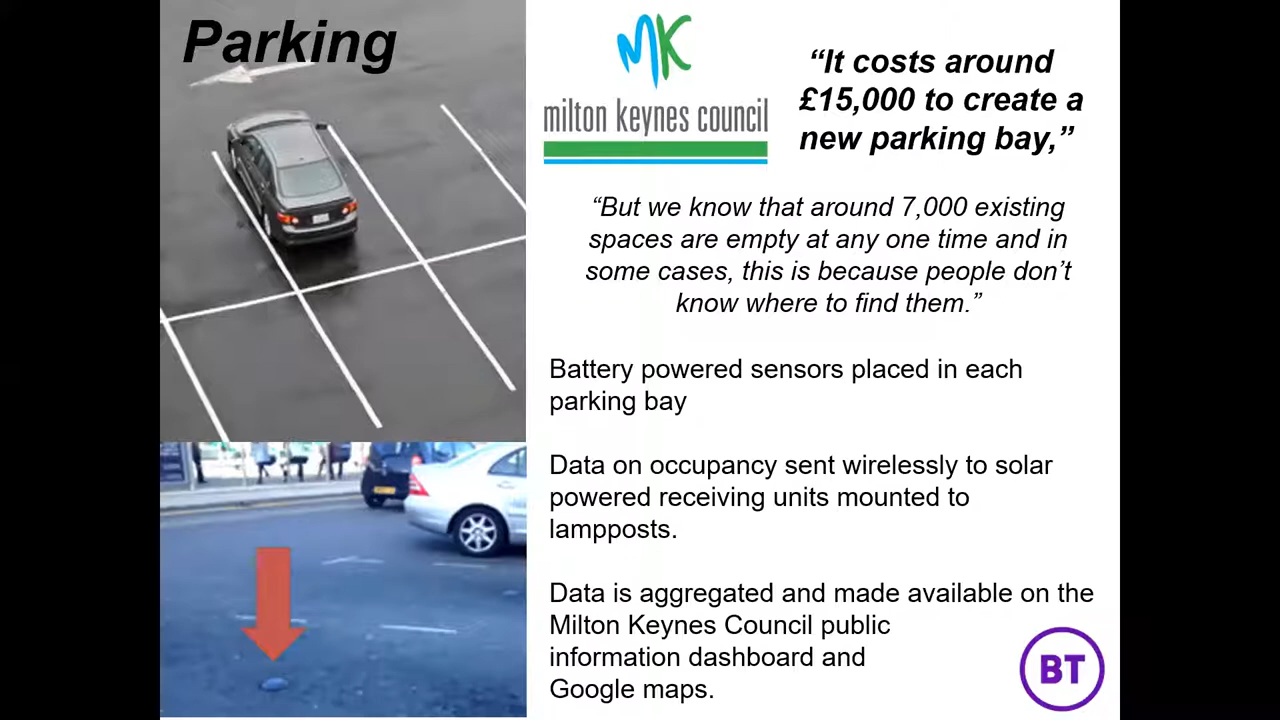 Parking
MK
milton keynes council
“It costs around
£15,000 to create a
new parking bay,”
“But we know that around 7,000 existing
spaces are empty at any one time and in
some cases, this is because people don’t
know where to find them.”
Battery powered sensors placed in each
parking bay
Data on occupancy sent wirelessly to solar
powered receiving units mounted to
lampposts.
Data is aggregated and made available on the
Milton Keynes Council public
information dashboard and
Google maps.
BT